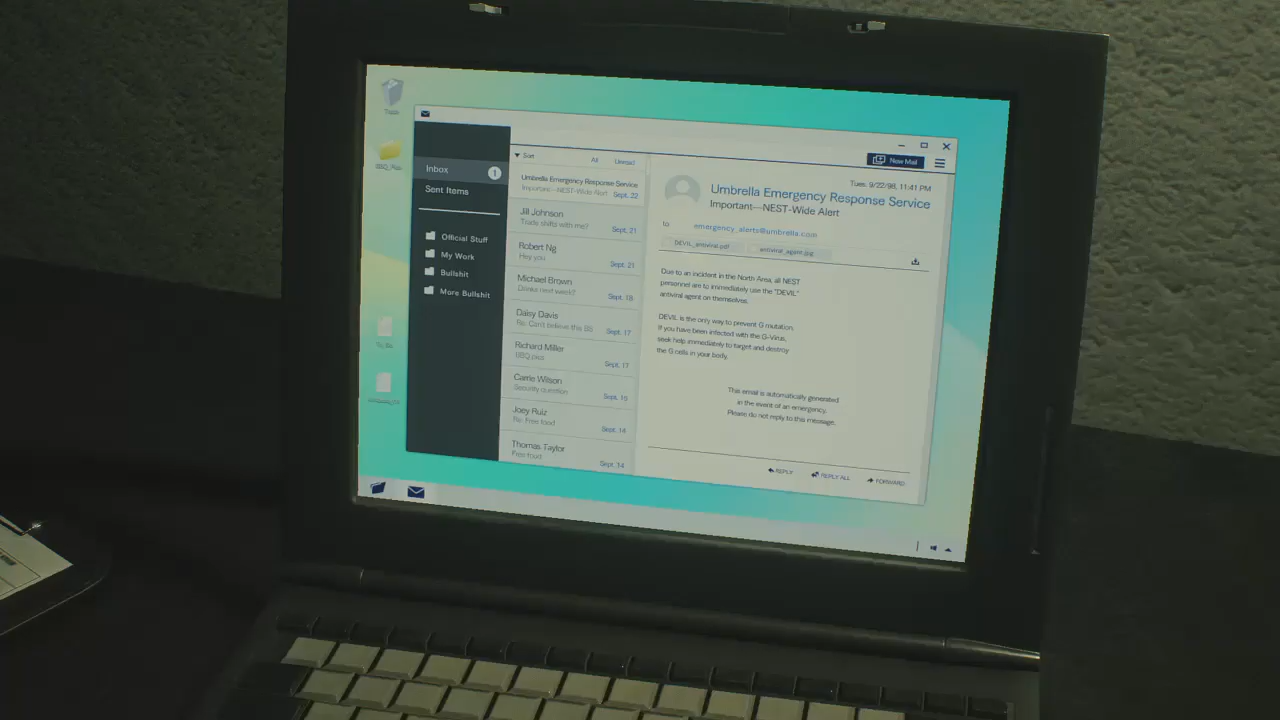 Inbox
1
Sent Items
Official Stuff
My Work
Bullshit
More Bullshit
Sort
All
Unread
Umbrella Emergency Response Service
Important---NEST-Wide Alert
Sept. 22
Jill Johnson
Trade shifts with me?
Sept. 21
Robert Ng
Hey you
Sept. 21
Michael Brown
Drinks next week?
Sept. 18
Daisy Davis
Re: Can't believe this BS
Sept. 17
Richard Miller
BBQ pics
Sept. 17
Carrie Wilson
Security question
Sept. 15
Joey Ruiz
Re: Free food
Sept. 14
Thomas Taylor
Free food
Sept. 14
New Mail
Tues. 9/22/98, 11:41 PM
Umbrella Emergency Response Service
Important---NEST-Wide Alert
to
emergency_alerts@umbrella.com
DEVIL_antiviral.pdf
antiviral_agent.jpg
Due to an incident in the North Area, all NEST
personnel are to immediately use the "DEVIL"
antiviral agent on themselves.
DEVIL is the only way to prevent G mutation.
If you have been infected with the G-Virus,
seek help immediately to target and destroy
the G cells in your body.
This email is automatically generated
in the event of an emergency.
Please do not reply to this message.
REPLY
REPLY ALL
FORWARD